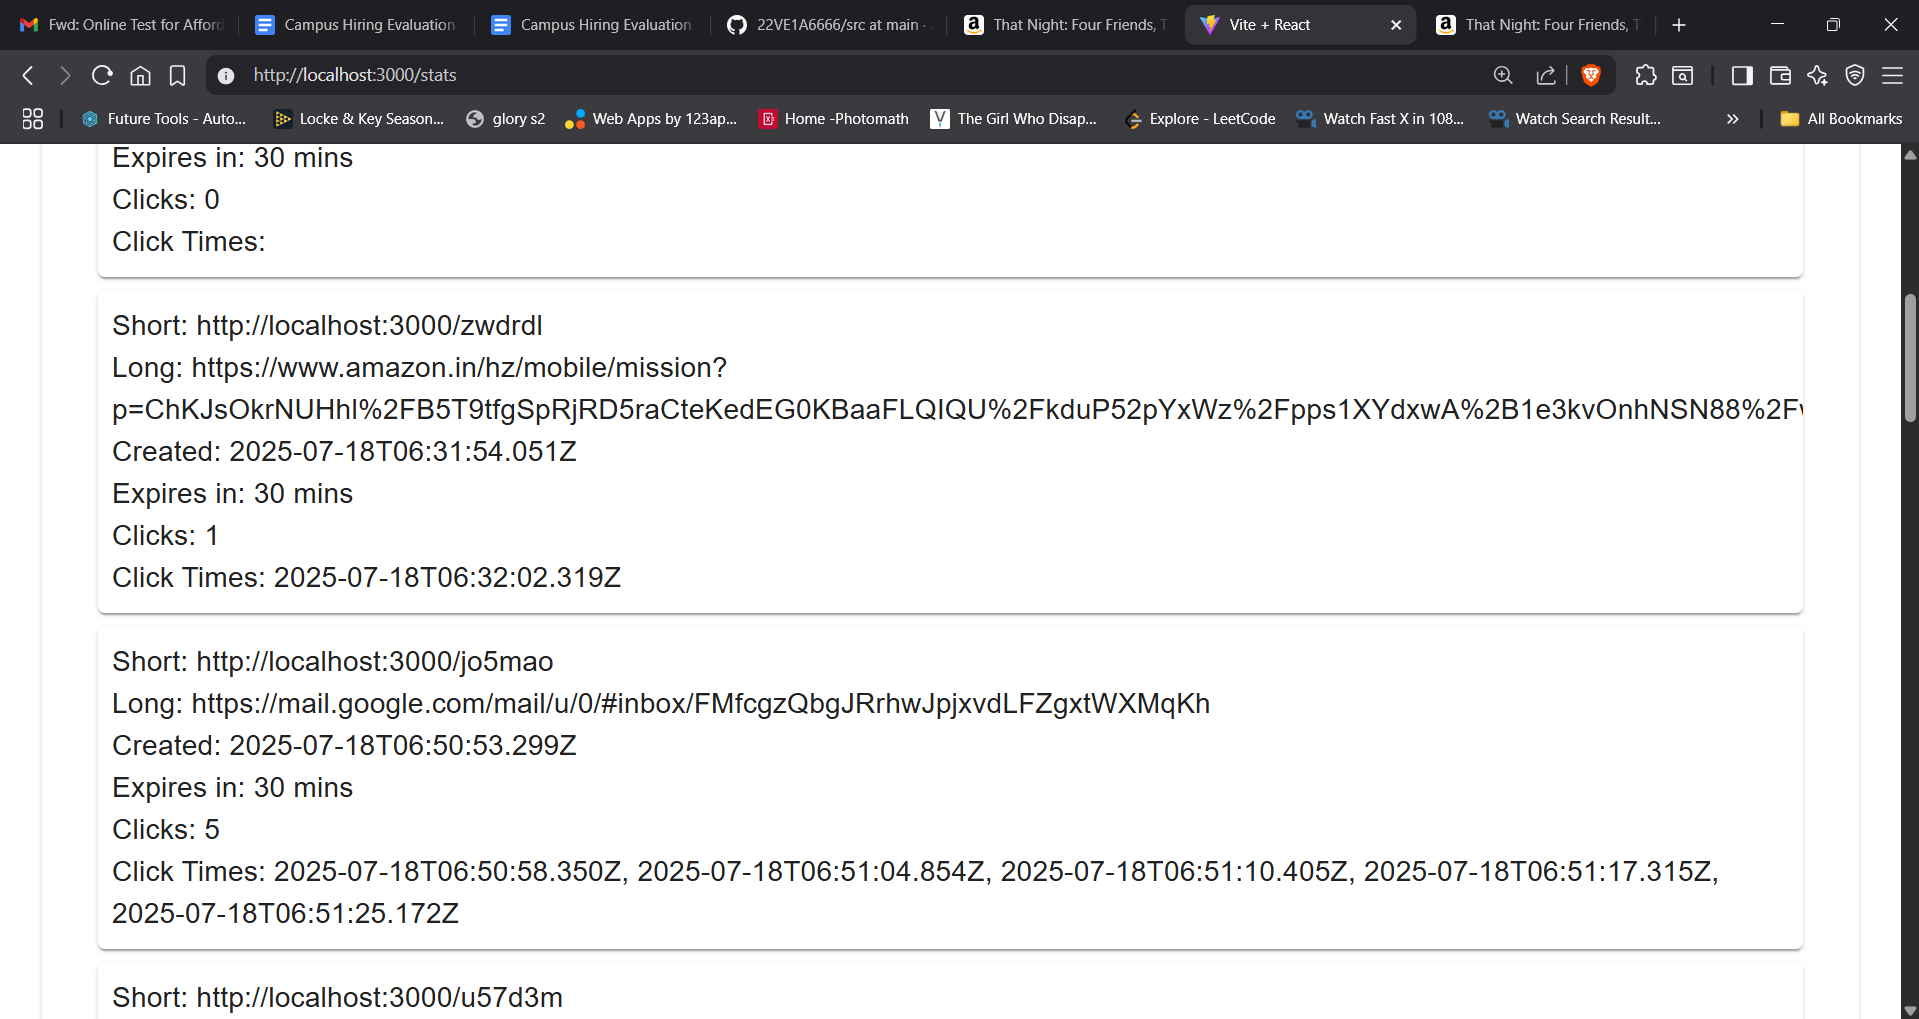 Fwd: Online Test for Afford
Campus Hiring Evaluation
Campus Hiring Evaluation
22VE1A6666/src at main ·
That Night: Four Friends, T
Vite + React
That Night: Four Friends, T
http://localhost:3000/stats
Future Tools - Auto...
Locke & Key Season...
glory s2
Web Apps by 123ap...
Home -Photomath
The Girl Who Disap...
Explore - LeetCode
Watch Fast X in 108...
Watch Search Result...
All Bookmarks
Expires in: 30 mins
Clicks: 0
Click Times:
Short: http://localhost:3000/zwdrdl
Long: https://www.amazon.in/hz/mobile/mission?
p=ChKJsOkrNUHhl%2FB5T9tfgSpRjRD5raCteKedEG0KBaaFLQIQU%2FkduP52pYxWz%2Fpps1XYdxwA%2B1e3kvOnhNSN88%2F
Created: 2025-07-18T06:31:54.051Z
Expires in: 30 mins
Clicks: 1
Click Times: 2025-07-18T06:32:02.319Z
Short: http://localhost:3000/jo5mao
Long: https://mail.google.com/mail/u/0/#inbox/FMfcgzQbgJRrhwJpjxvdLFZgxtWXMqKh
Created: 2025-07-18T06:50:53.299Z
Expires in: 30 mins
Clicks: 5
Click Times: 2025-07-18T06:50:58.350Z, 2025-07-18T06:51:04.854Z, 2025-07-18T06:51:10.405Z, 2025-07-18T06:51:17.315Z,
2025-07-18T06:51:25.172Z
Short: http://localhost:3000/u57d3m